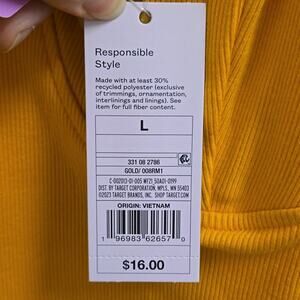 Responsible
Style
Made with at least 30%
recycled polyester (exclusive
of trimmings, ornamentation,
interlinings and linings). See
item for full fiber content.
L
331 08 2786
GOLD/ 008RM1
DIST. BY TARGET CORPORATION, MPLS, MN 55403
©2023 TARGET BRANDS, INC. SHOP TARGET.COM
ORIGIN: VIETNAM
1 96983 62657 0
$16.00